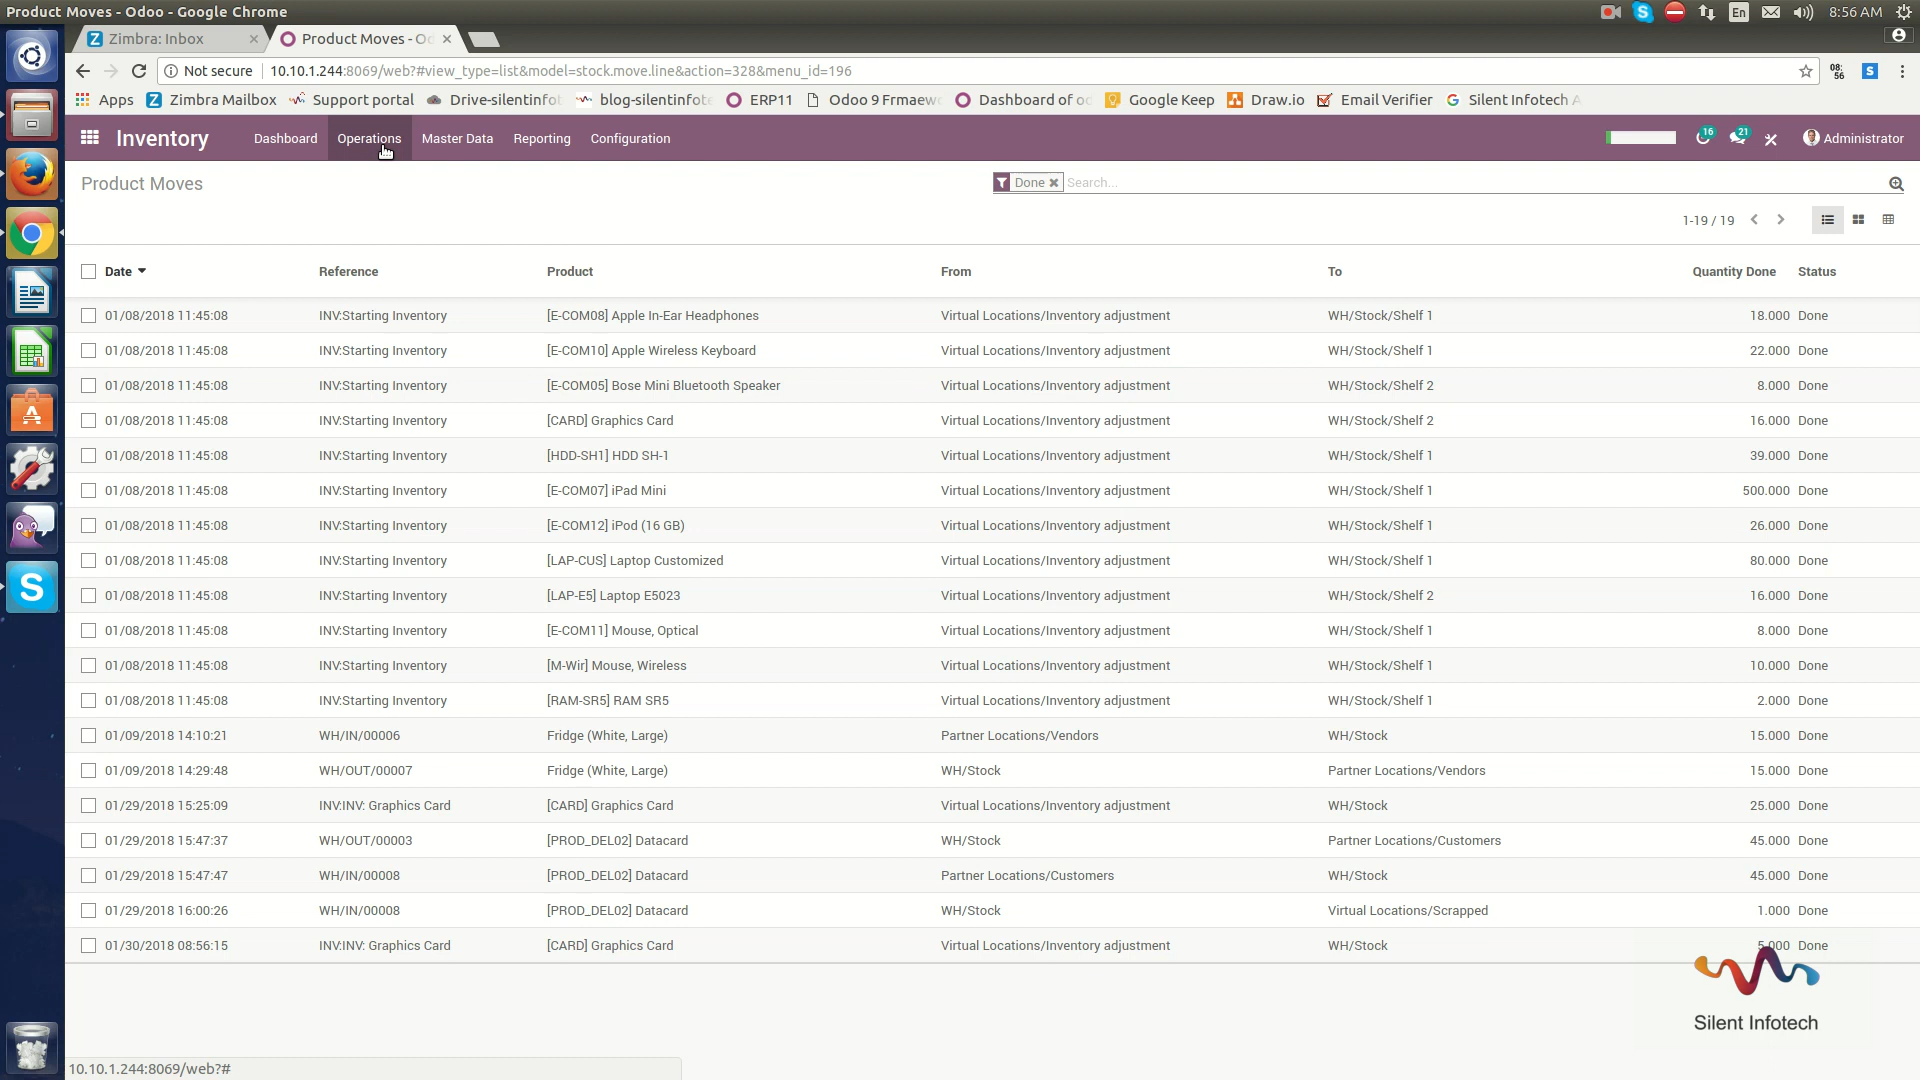 Product Moves - Odoo - Google Chrome
En 8:56 AM
Zimbra: Inbox Product Moves - Od
Not secure 10.10.1.244:8069/web?#view_type=list&model=stock.move.line&action=328&menu_id=196 08: 56 S
Apps Zimbra Mailbox Support portal Drive-silentinfot blog-silentinfote ERP11 Odoo 9 Frmaew Dashboard of oc Google Keep Draw.io Email Verifier Silent Infotech A
Inventory Dashboard Operations Master Data Reporting Configuration 16 21 Administrator
Product Moves Done Search...
1-19 / 19
Date Reference Product From To Quantity Done Status
01/08/2018 11:45:08 INV:Starting Inventory [E-COM08] Apple In-Ear Headphones Virtual Locations/Inventory adjustment WH/Stock/Shelf 1 18.000 Done
01/08/2018 11:45:08 INV:Starting Inventory [E-COM10] Apple Wireless Keyboard Virtual Locations/Inventory adjustment WH/Stock/Shelf 1 22.000 Done
01/08/2018 11:45:08 INV:Starting Inventory [E-COM05] Bose Mini Bluetooth Speaker Virtual Locations/Inventory adjustment WH/Stock/Shelf 2 8.000 Done
01/08/2018 11:45:08 INV:Starting Inventory [CARD] Graphics Card Virtual Locations/Inventory adjustment WH/Stock/Shelf 2 16.000 Done
01/08/2018 11:45:08 INV:Starting Inventory [HDD-SH1] HDD SH-1 Virtual Locations/Inventory adjustment WH/Stock/Shelf 1 39.000 Done
01/08/2018 11:45:08 INV:Starting Inventory [E-COM07] iPad Mini Virtual Locations/Inventory adjustment WH/Stock/Shelf 1 500.000 Done
01/08/2018 11:45:08 INV:Starting Inventory [E-COM12] iPod (16 GB) Virtual Locations/Inventory adjustment WH/Stock/Shelf 1 26.000 Done
01/08/2018 11:45:08 INV:Starting Inventory [LAP-CUS] Laptop Customized Virtual Locations/Inventory adjustment WH/Stock/Shelf 1 80.000 Done
01/08/2018 11:45:08 INV:Starting Inventory [LAP-E5] Laptop E5023 Virtual Locations/Inventory adjustment WH/Stock/Shelf 2 16.000 Done
01/08/2018 11:45:08 INV:Starting Inventory [E-COM11] Mouse, Optical Virtual Locations/Inventory adjustment WH/Stock/Shelf 1 8.000 Done
01/08/2018 11:45:08 INV:Starting Inventory [M-Wir] Mouse, Wireless Virtual Locations/Inventory adjustment WH/Stock/Shelf 1 10.000 Done
01/08/2018 11:45:08 INV:Starting Inventory [RAM-SR5] RAM SR5 Virtual Locations/Inventory adjustment WH/Stock/Shelf 1 2.000 Done
01/09/2018 14:10:21 WH/IN/00006 Fridge (White, Large) Partner Locations/Vendors WH/Stock 15.000 Done
01/09/2018 14:29:48 WH/OUT/00007 Fridge (White, Large) WH/Stock Partner Locations/Vendors 15.000 Done
01/29/2018 15:25:09 INV:INV: Graphics Card [CARD] Graphics Card Virtual Locations/Inventory adjustment WH/Stock 25.000 Done
01/29/2018 15:47:37 WH/OUT/00003 [PROD_DEL02] Datacard WH/Stock Partner Locations/Customers 45.000 Done
01/29/2018 15:47:47 WH/IN/00008 [PROD_DEL02] Datacard Partner Locations/Customers WH/Stock 45.000 Done
01/29/2018 16:00:26 WH/IN/00008 [PROD_DEL02] Datacard WH/Stock Virtual Locations/Scrapped 1.000 Done
01/30/2018 08:56:15 INV:INV: Graphics Card [CARD] Graphics Card Virtual Locations/Inventory adjustment WH/Stock 5.000 Done
Silent Infotech
10.10.1.244:8069/web?#